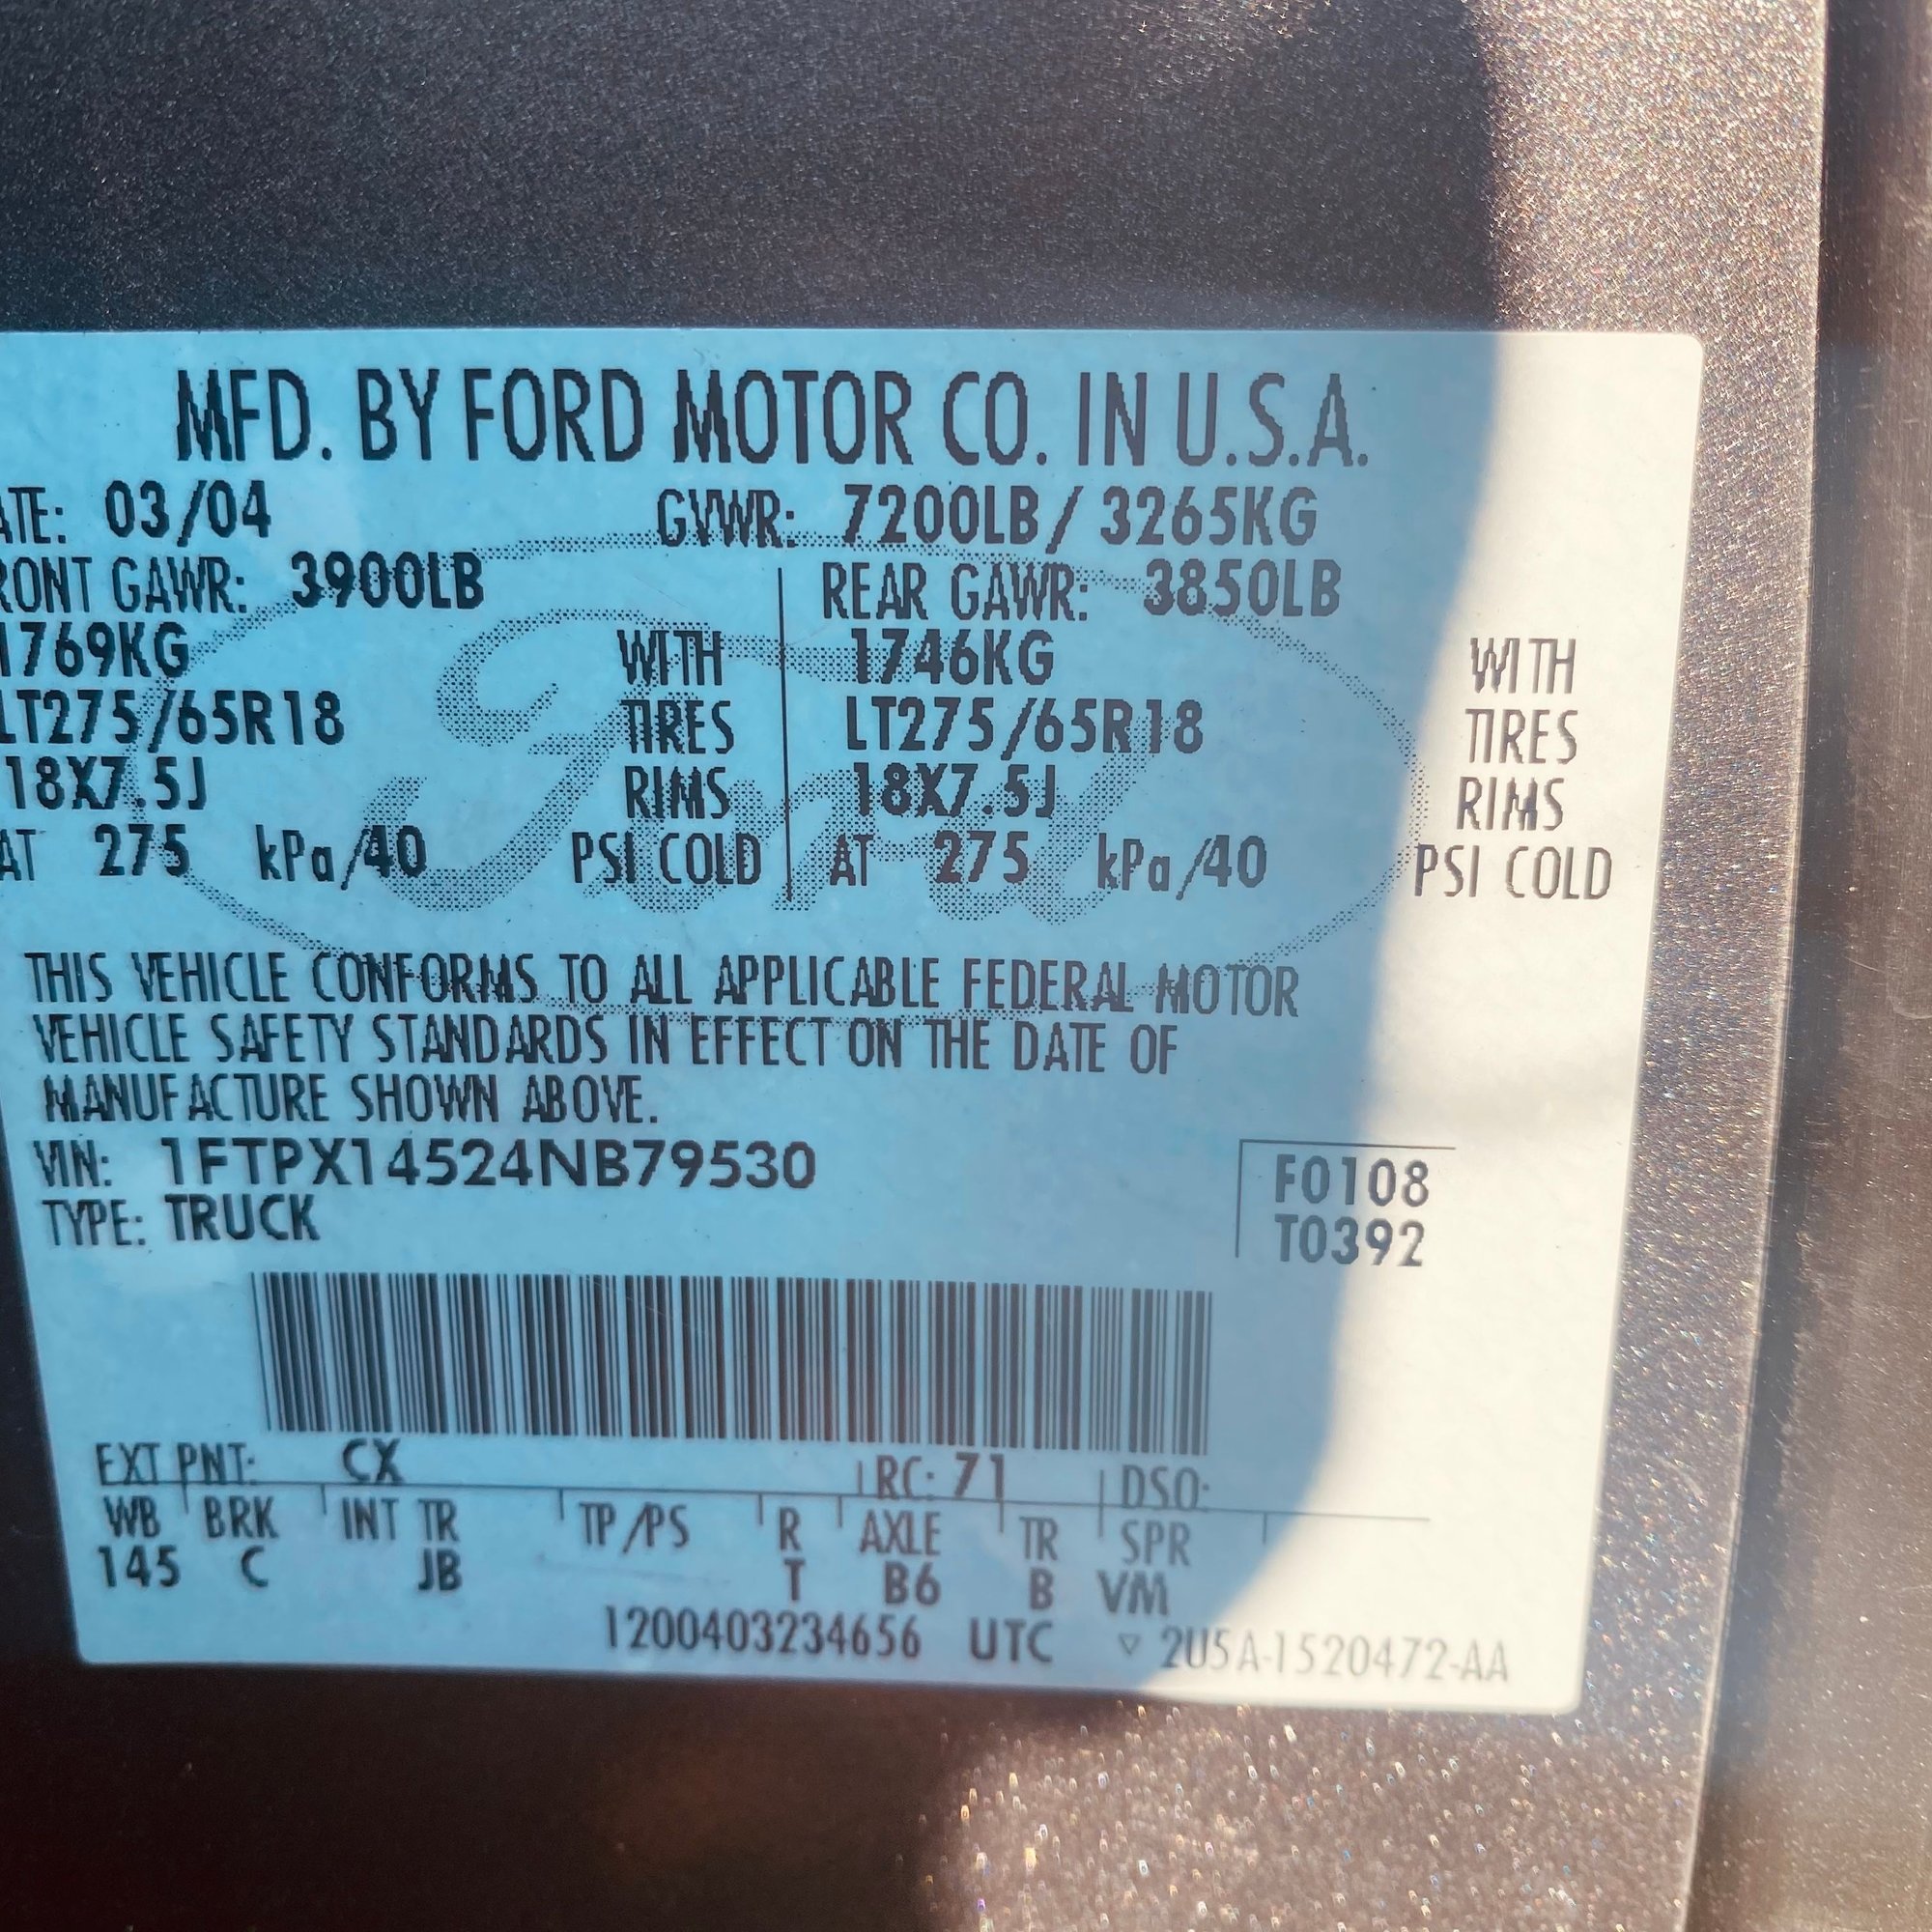 MFD. BY FORD MOTOR CO. IN U.S.A.
ATE: 03/04 GVWR: 7200LB/ 3265KG
RONT GAWR: 3900LB REAR GAWR: 3850LB
1769KG WITH 1746KG WITH
LT275/65R18 TIRES LT275/65R18 TIRES
18X7.5J RIMS 18X7.5J RIMS
AT 275 kPa/40 PSI COLD AT 275 kPa/40 PSI COLD
Ford
THIS VEHICLE CONFORMS TO ALL APPLICABLE FEDERAL MOTOR
VEHICLE SAFETY STANDARDS IN EFFECT ON THE DATE OF
MANUFACTURE SHOWN ABOVE.
VIN: 1FTPX14524NB79530 F0108
TYPE: TRUCK T0392
EXT PNT: CX RC: 71 DSO:
WB BRK INT TR TP/PS R AXLE TR SPR
145 C JB T B6 B VM
1200403234656 UTC ▽ 2U5A-1520472-AA